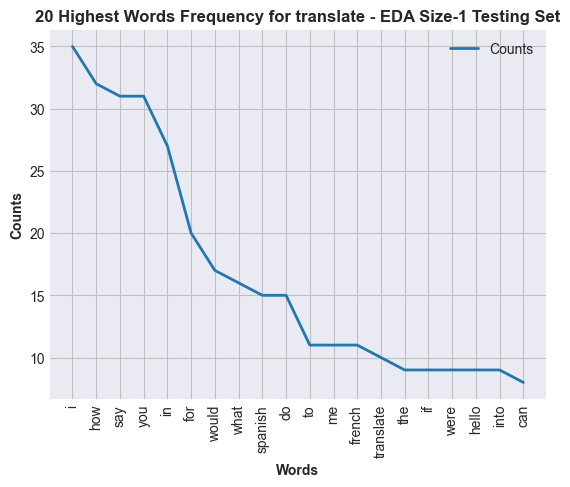 20 Highest Words Frequency for translate - EDA Size-1 Testing Set
Counts
35
30
25
20
15
10
Counts
i
how
say
you
in
for
would
what
spanish
do
to
me
french
translate
the
if
were
hello
into
can
Words